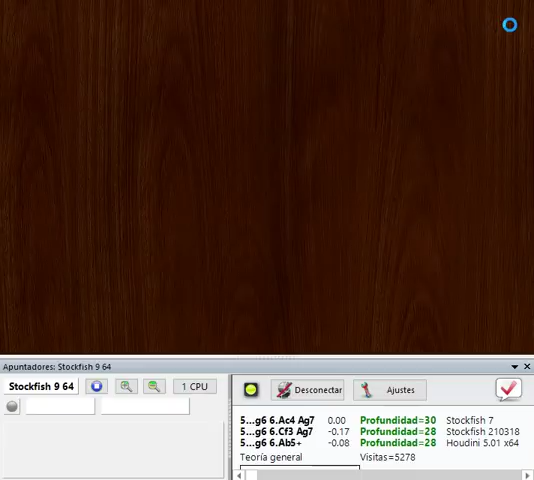 Apuntadores: Stockfish 9 64
Stockfish 9 64 1 CPU
Desconectar Ajustes
5...g6 6.Ac4 Ag7 0.00 Profundidad=30 Stockfish 7
5...g6 6.Cf3 Ag7 -0.17 Profundidad=28 Stockfish 210318
5...g6 6.Ab5+ -0.08 Profundidad=28 Houdini 5.01 x64
Teoría general Visitas=5278